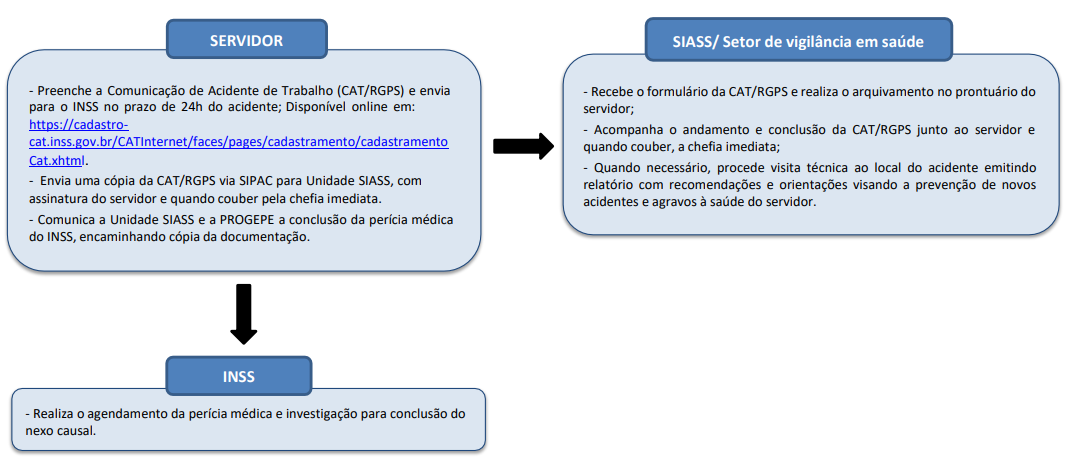 SERVIDOR
- Preenche a Comunicação de Acidente de Trabalho (CAT/RGPS) e envia
para o INSS no prazo de 24h do acidente; Disponível online em:
https://cadastro-
cat.inss.gov.br/CATInternet/faces/pages/cadastramento/cadastramento
Cat.xhtml.
- Envia uma cópia da CAT/RGPS via SIPAC para Unidade SIASS, com
assinatura do servidor e quando couber pela chefia imediata.
- Comunica a Unidade SIASS e a PROGEPE a conclusão da perícia médica
do INSS, encaminhando cópia da documentação.
SIASS/ Setor de vigilância em saúde
- Recebe o formulário da CAT/RGPS e realiza o arquivamento no prontuário do
servidor;
- Acompanha o andamento e conclusão da CAT/RGPS junto ao servidor e
quando couber, a chefia imediata;
- Quando necessário, procede visita técnica ao local do acidente emitindo
relatório com recomendações e orientações visando a prevenção de novos
acidentes e agravos à saúde do servidor.
INSS
- Realiza o agendamento da perícia médica e investigação para conclusão do
nexo causal.